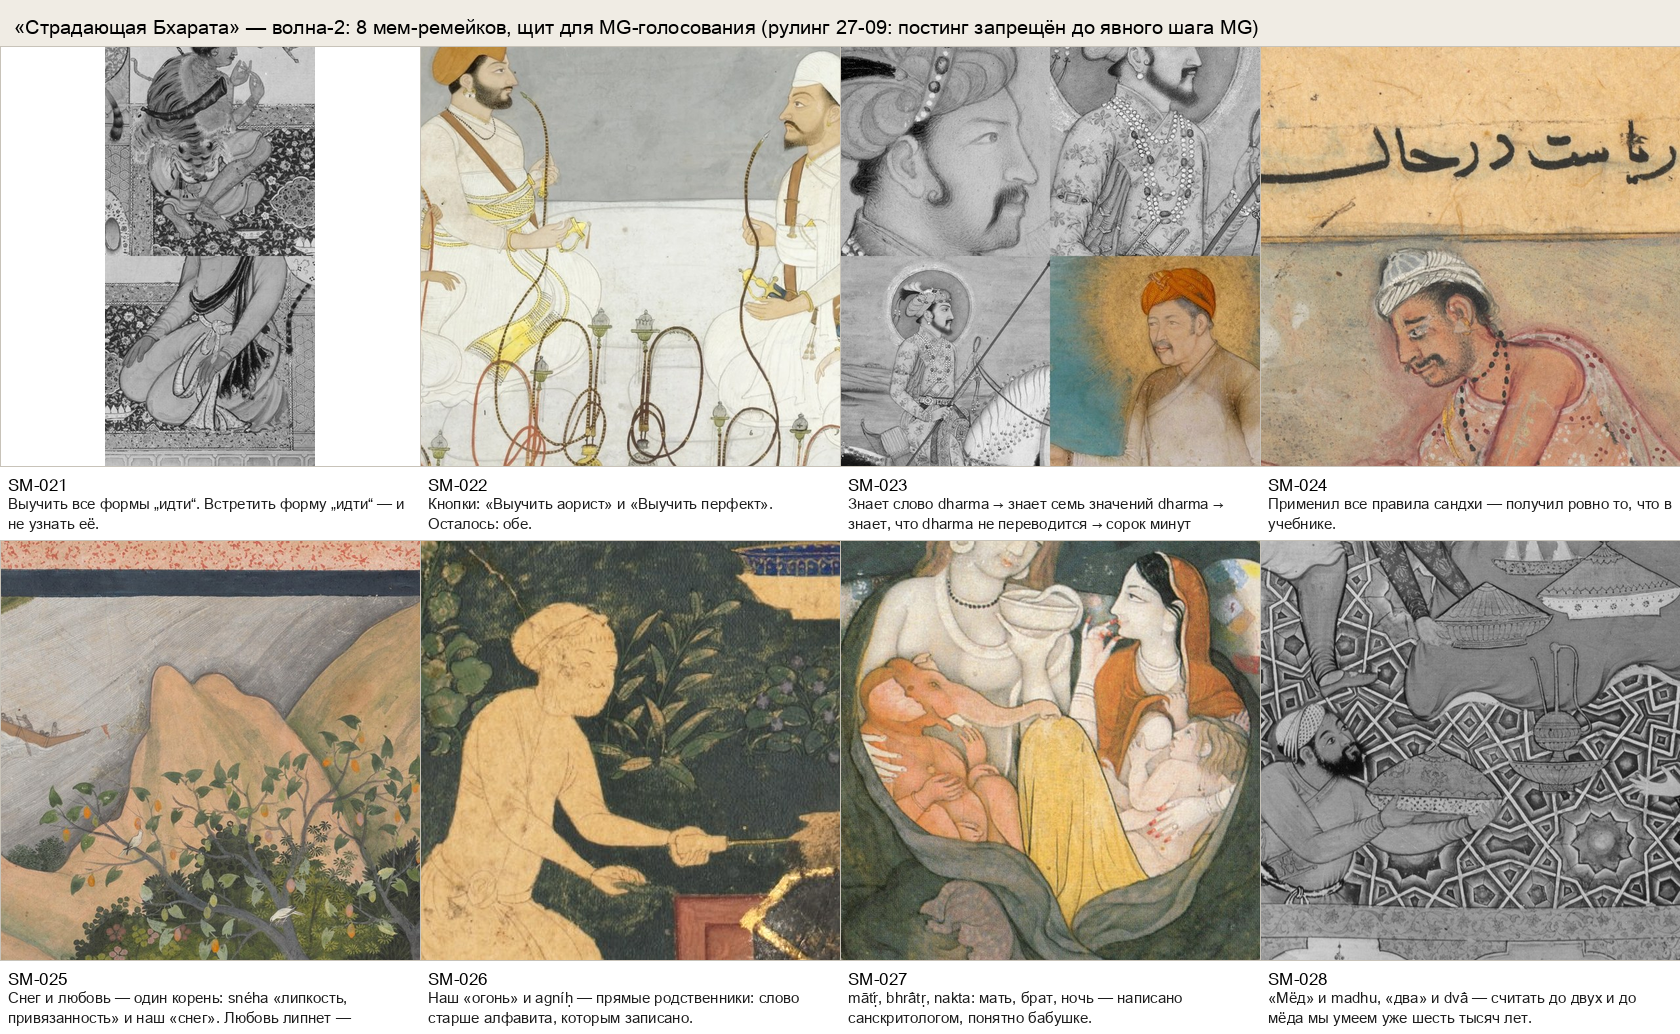 «Страдающая Бхарата» — волна-2: 8 мем-ремейков, щит для MG-голосования (рулинг 27-09: постинг запрещён до явного шага MG)
ریاست در حال
SM-021
Выучить все формы „идти“. Встретить форму „идти“ — и
не узнать её.
SM-022
Кнопки: «Выучить аорист» и «Выучить перфект».
Осталось: обе.
SM-023
Знает слово dharma → знает семь значений dharma →
знает, что dharma не переводится → сорок минут
SM-024
Применил все правила сандхи — получил ровно то, что в
учебнике.
SM-025
Снег и любовь — один корень: snéha «липкость,
привязанность» и наш «снег». Любовь липнет —
SM-026
Наш «огонь» и agníḥ — прямые родственники: слово
старше алфавита, которым записано.
SM-027
mātṛ́, bhrā́tṛ, nakta: мать, брат, ночь — написано
санскритологом, понятно бабушке.
SM-028
«Мёд» и madhu, «два» и dvā́ — считать до двух и до
мёда мы умеем уже шесть тысяч лет.